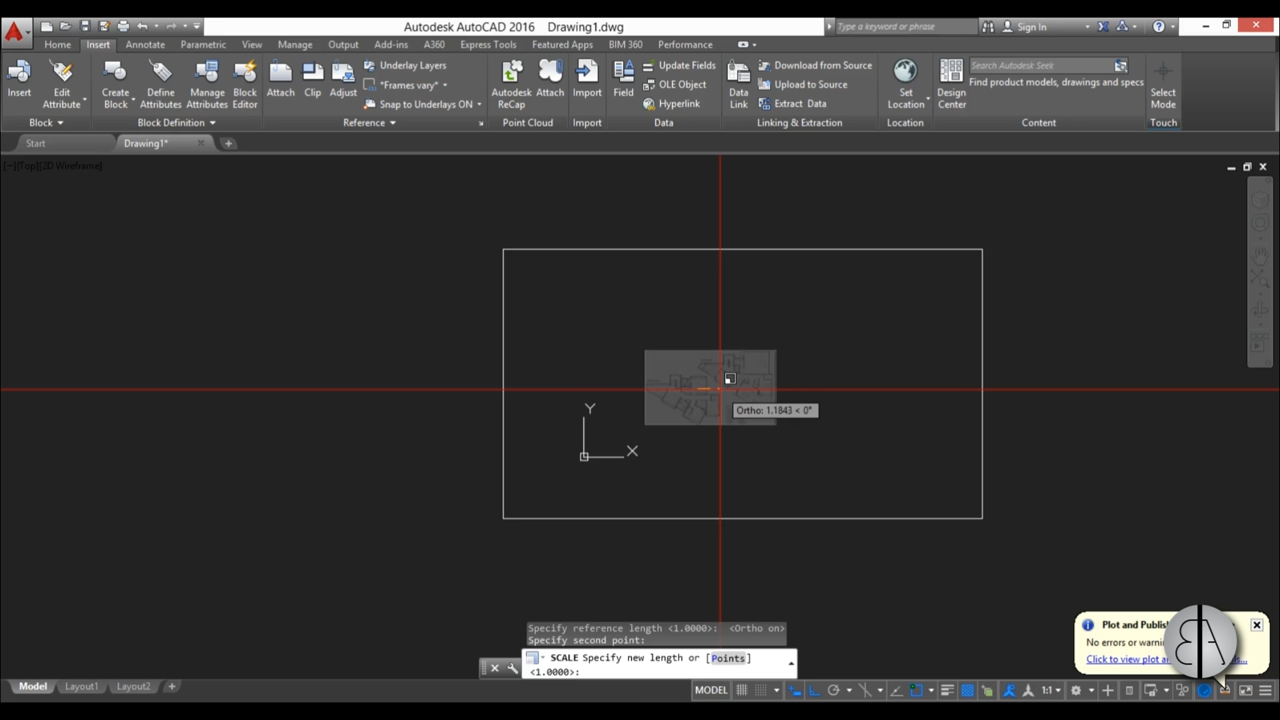 Autodesk AutoCAD 2016 Drawing1.dwg
Type a keyword or phrase
Sign In
Home Insert Annotate Parametric View Manage Output Add-ins A360 Express Tools Featured Apps BIM 360 Performance
Insert
Edit Attribute
Create Block
Define Attributes
Manage Attributes
Block Editor
Attach
Clip
Adjust
Underlay Layers
*Frames vary*
Snap to Underlays ON
Autodesk ReCap
Attach
Import
Field
Update Fields
OLE Object
Hyperlink
Data Link
Download from Source
Upload to Source
Extract Data
Set Location
Design Center
Search Autodesk Seek
Find product models, drawings and specs
Select Mode
Block Block Definition Reference Point Cloud Import Data Linking & Extraction Location Content Touch
Start Drawing1*
[−][Top][2D Wireframe]
Ortho: 1.1843 < 0°
Y
X
Specify reference length <1.0000>: <Ortho on>
Specify second point:
SCALE Specify new length or [Points]
<1.0000>:
Plot and Publis
No errors or warni
Click to view plot a
Model Layout1 Layout2
MODEL
1:1